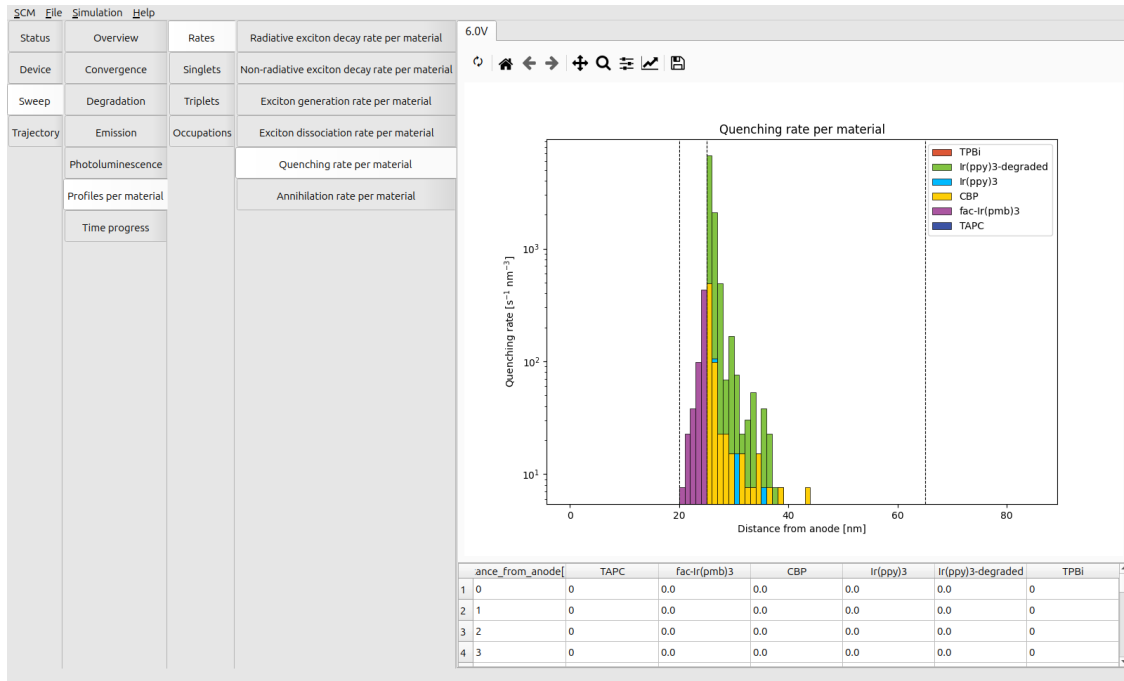 SCM File Simulation Help
Status
Device
Sweep
Trajectory
Overview
Convergence
Degradation
Emission
Photoluminescence
Profiles per material
Time progress
Rates
Singlets
Triplets
Occupations
Radiative exciton decay rate per material
Non-radiative exciton decay rate per material
Exciton generation rate per material
Exciton dissociation rate per material
Quenching rate per material
Annihilation rate per material
6.0V
Quenching rate per material
TPBi
Ir(ppy)3-degraded
Ir(ppy)3
CBP
fac-Ir(pmb)3
TAPC
Quenching rate [s⁻¹ nm⁻³]
10³
10²
10¹
0 20 40 60 80
Distance from anode [nm]
ance_from_anode[ TAPC fac-Ir(pmb)3 CBP Ir(ppy)3 Ir(ppy)3-degraded TPBi
1 0 0 0.0 0.0 0.0 0.0 0
2 1 0 0.0 0.0 0.0 0.0 0
3 2 0 0.0 0.0 0.0 0.0 0
4 3 0 0.0 0.0 0.0 0.0 0